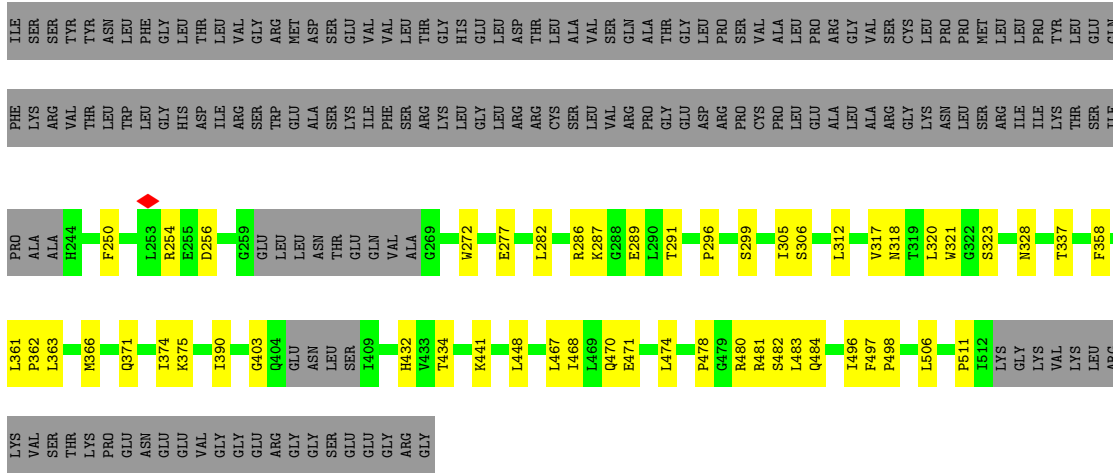 ILE SER SER TYR TYR ASN LEU PHE GLY LEU THR LEU VAL GLY ARG MET ASP SER GLU VAL VAL LEU THR GLY HIS GLU LEU ASP THR LEU ALA VAL SER GLN ALA THR GLY LEU PRO SER VAL ALA LEU PRO ARG GLY VAL SER CYS LEU PRO PRO MET LEU LEU PRO TYR LEU GLU GLN
PHE LYS ARG VAL THR LEU TRP LEU GLY HIS ASP ILE ARG SER TRP GLU ALA SER LYS ILE PHE SER ARG LYS LEU GLY LEU ARG ARG CYS SER LEU VAL ARG PRO GLY GLU ASP ARG PRO CYS PRO LEU GLU ALA LEU ALA ARG GLY LYS ASN LEU SER ARG ILE ILE LYS THR SER ILE
PRO ALA ALA H244 F250 L253 R254 E255 D256 G259 GLU LEU LEU ASN THR GLU GLN VAL ALA G269 W272 E277 L282 R286 K287 G288 E289 L290 T291 P296 S299 I305 S306 L312 V317 N318 T319 L320 W321 G322 S323 N328 T337 F358
L361 P362 L363 M366 Q371 I374 K375 I390 G403 Q404 GLU ASN LEU SER I409 H432 V433 T434 K441 L448 L467 I468 L469 Q470 E471 L474 P478 G479 R480 R481 S482 L483 Q484 I496 F497 P498 L506 P511 I512 LYS GLY LYS VAL LYS LEU ARG
LYS VAL SER THR LYS PRO GLU ASN GLU GLU VAL GLY GLY GLU ARG GLY GLY SER GLU GLU GLY ARG GLY